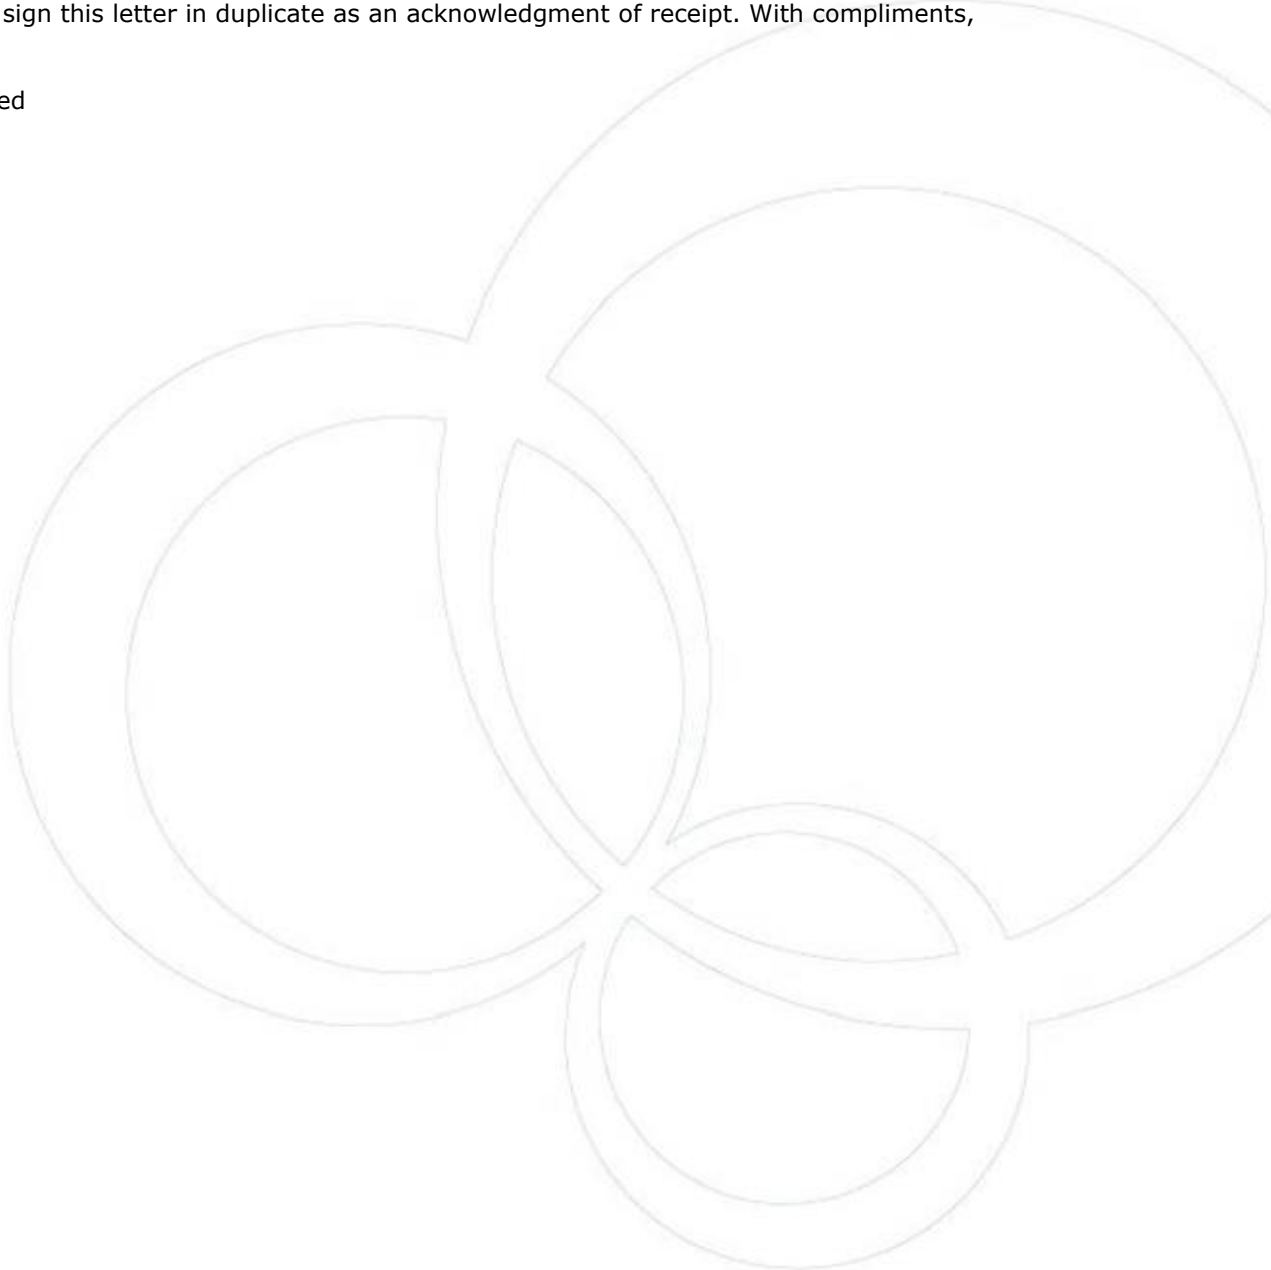 sign this letter in duplicate as an acknowledgment of receipt. With compliments,
ed